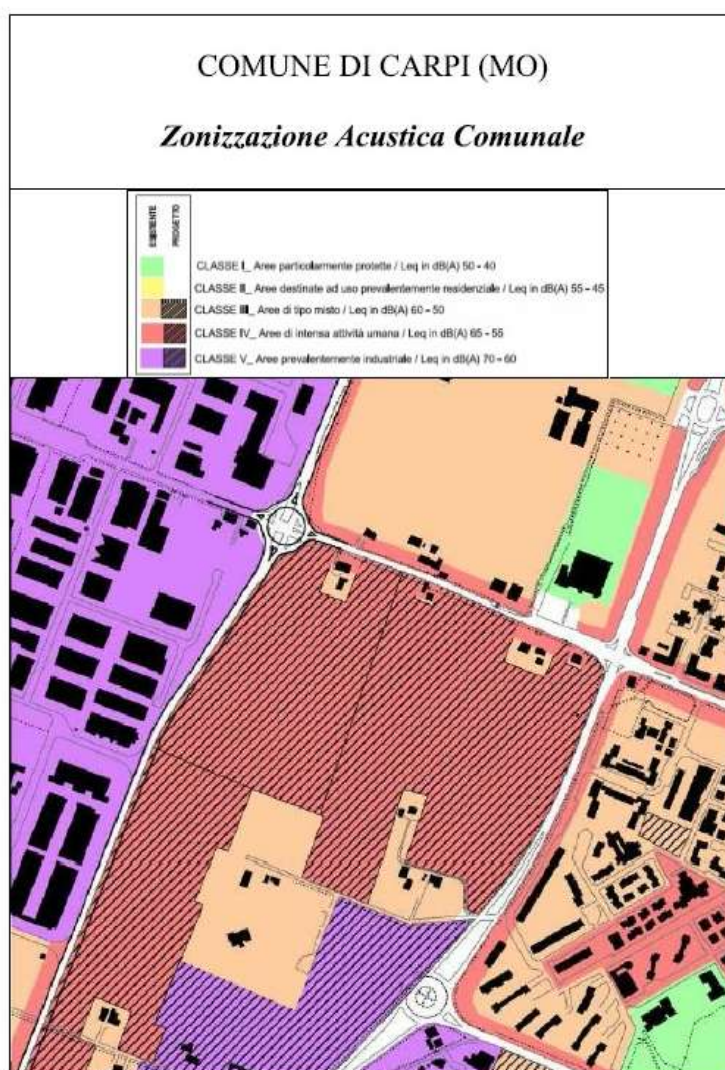 COMUNE DI CARPI (MO)
Zonizzazione Acustica Comunale
ESISTENTE
PROGETTO
CLASSE I_ Aree particolarmente protette / Leq in dB(A) 50 - 40
CLASSE II_ Aree destinate ad uso prevalentemente residenziale / Leq in dB(A) 55 - 45
CLASSE III_ Aree di tipo misto / Leq in dB(A) 60 - 50
CLASSE IV_ Aree di intensa attività umana / Leq in dB(A) 65 - 55
CLASSE V_ Aree prevalentemente industriale / Leq in dB(A) 70 - 60